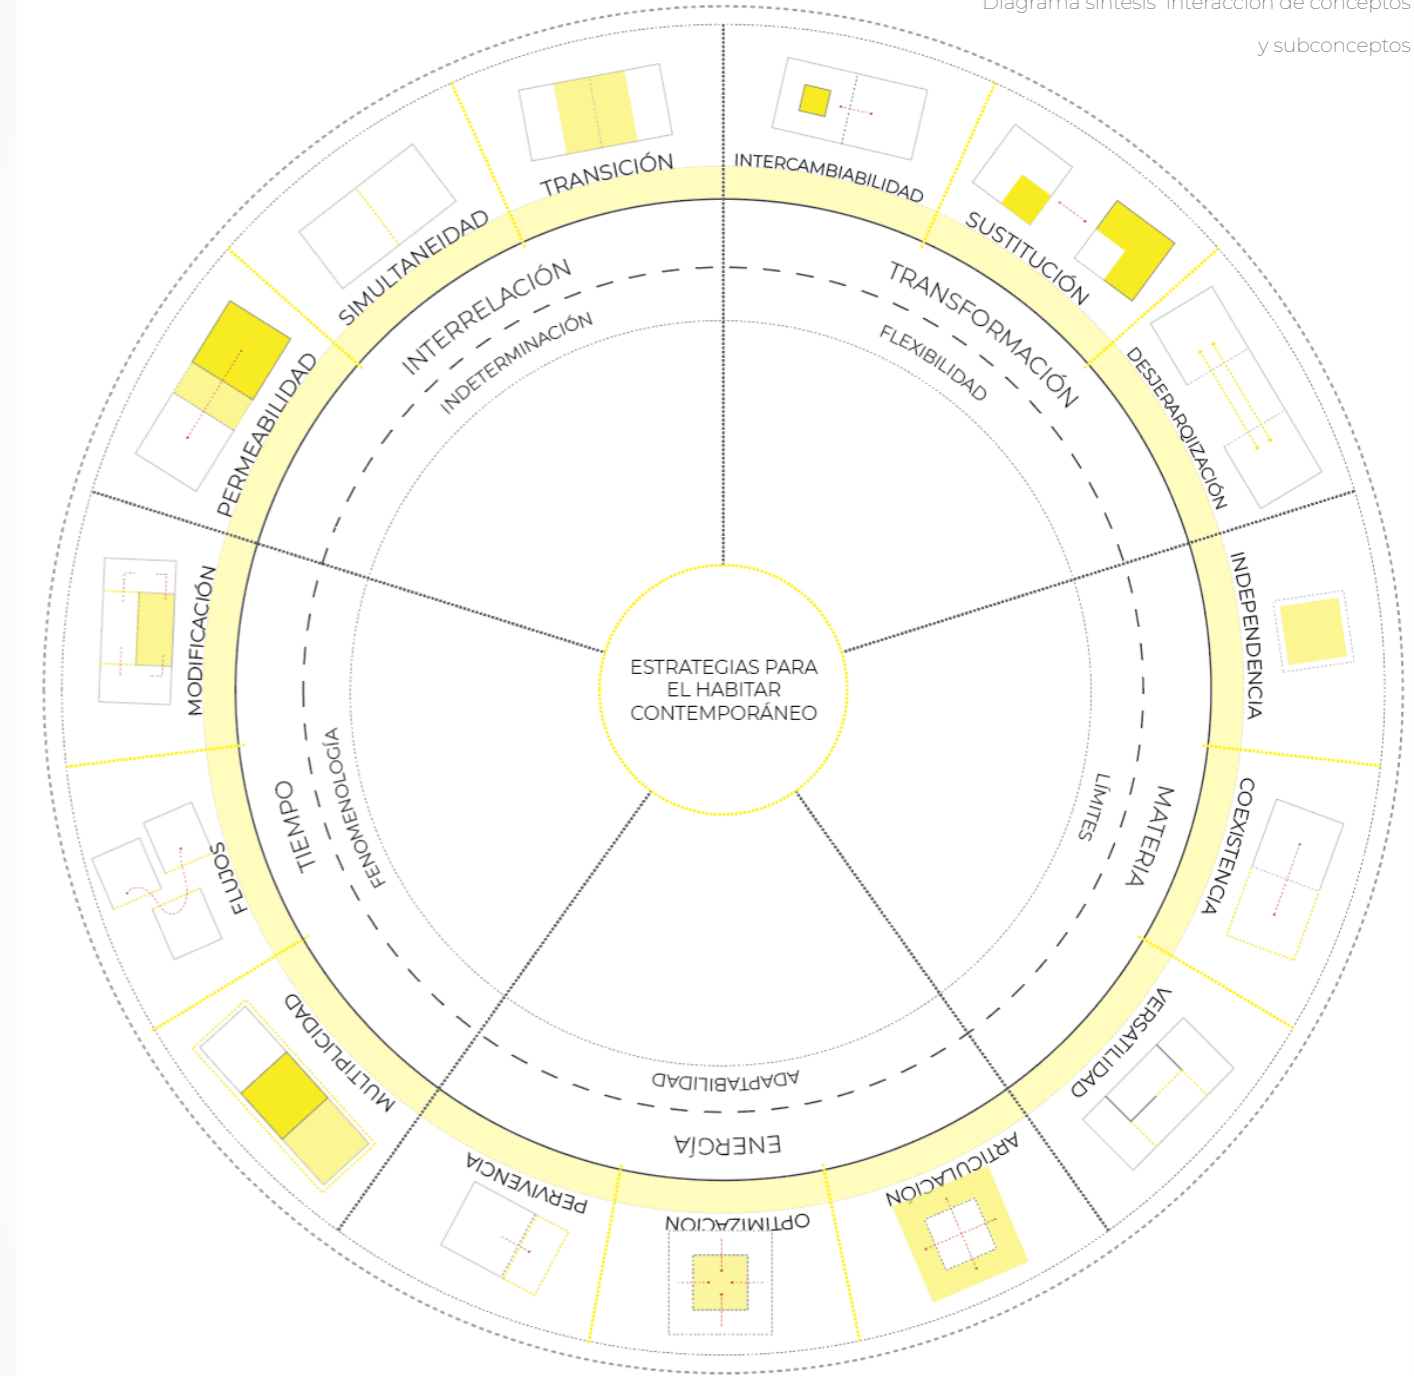 Diagrama síntesis interacción de conceptos
y subconceptos
TRANSICIÓN
INTERCAMBIABILIDAD
SUSTITUCIÓN
DESJERARQIIZACIÓN
INDEPENDENCIA
COEXISTENCIA
VERSATILIDAD
ARTICULACIÓN
OPTIMIZACIÓN
PERVIVENCIA
MULTIPLICIDAD
FLUJOS
MODIFICACIÓN
PERMEABILIDAD
SIMULTANEIDAD
INTERRELACIÓN
INDETERMINACIÓN
TRANSFORMACIÓN
FLEXIBILIDAD
MATERIA
LÍMITES
ENERGÍA
ADAPTABILIDAD
TIEMPO
FENOMENOLOGÍA
ESTRATEGIAS PARA
EL HABITAR
CONTEMPORÁNEO